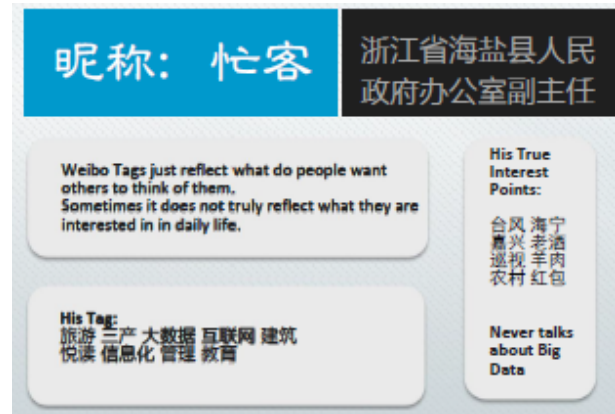 昵称: 忙客
浙江省海盐县人民
政府办公室副主任
Weibo Tags just reflect what do people want
others to think of them.
Sometimes it does not truly reflect what they are
interested in in daily life.
His Tag:
旅游 三产 大数据 互联网 建筑
悦读 信息化 管理 教育
His True
Interest
Points:
台风 海宁
嘉兴 老酒
巡视 羊肉
农村 红包
Never talks
about Big
Data